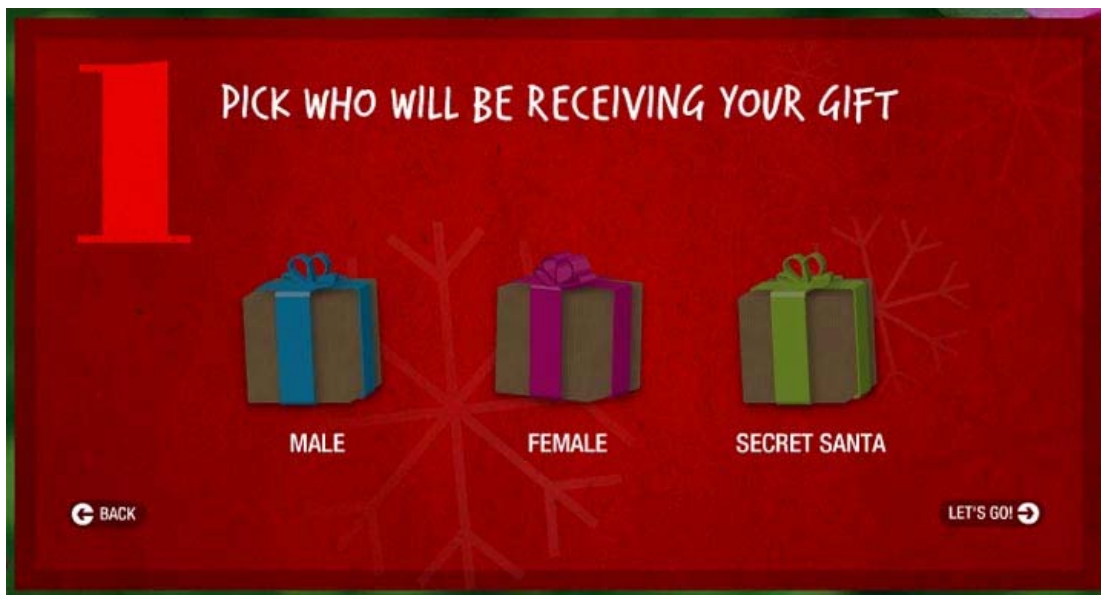 1
PICK WHO WILL BE RECEIVING YOUR GIFT
MALE
FEMALE
SECRET SANTA
BACK
LET'S GO!